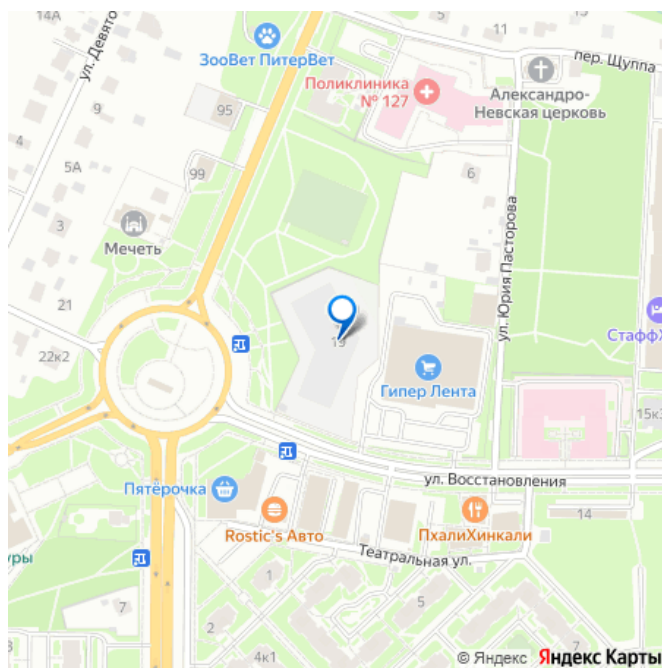 14А
ул. Девято
ЗооВет ПитерВет
5
11
пер. Щуппа
Поликлиника
№ 127
Александро-
Невская церковь
9
4
95
5А
99
6
3
Мечеть
ул. Юрия Пасторова
21
22к2
19
Гипер Лента
СтаффХ
15к3
ул. Восстановления
Пятёрочка
14
Rostic's Авто
ПхалиХинкали
Театральная ул.
уры
1
5
7
2
4к1
7
© Яндекс Яндекс Карты